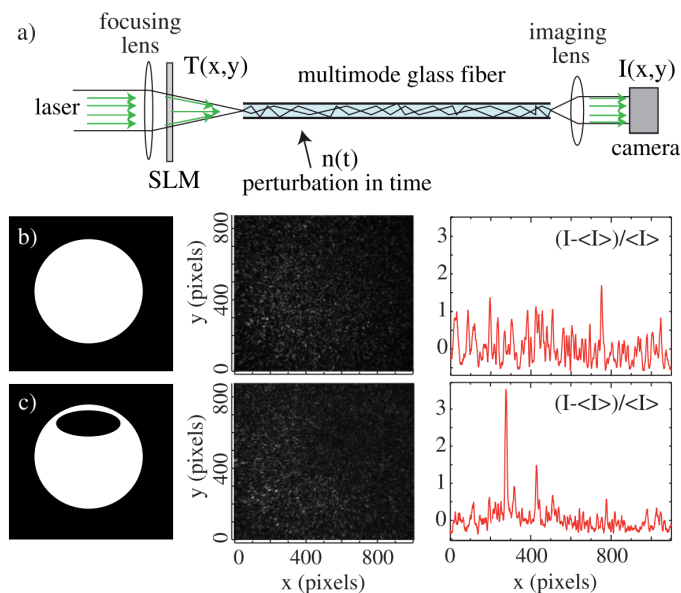 a)
focusing
lens
T(x,y)
multimode glass fiber
imaging
lens
I(x,y)
laser
SLM
n(t)
perturbation in time
camera
b)
y (pixels)
0 400 800
3
2
1
0
(I-<I>)/<I>
c)
y (pixels)
0 400 800
0 400 800
x (pixels)
3
2
1
0
(I-<I>)/<I>
0 400 800
x (pixels)